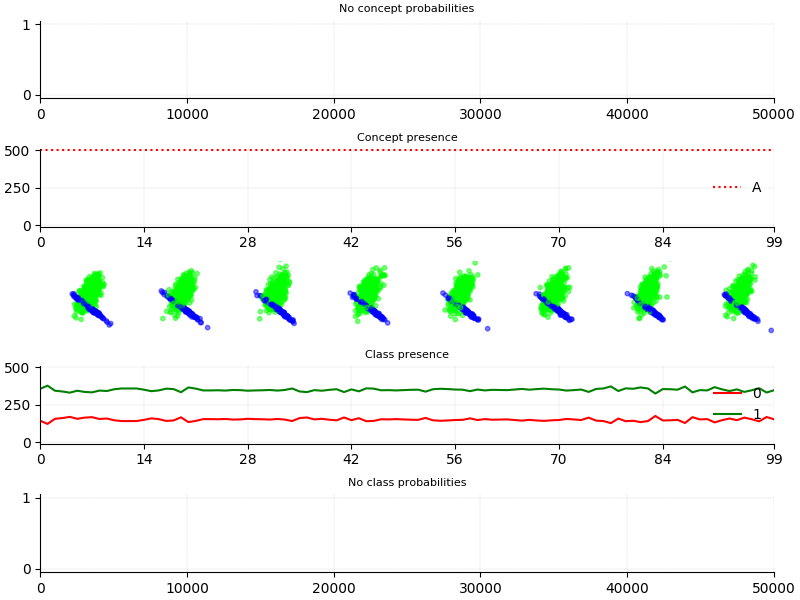 No concept probabilities
1
0
0 10000 20000 30000 40000 50000
Concept presence
500
250
0
A
0 14 28 42 56 70 84 99
Class presence
500
250
0
0
1
0 14 28 42 56 70 84 99
No class probabilities
1
0
0 10000 20000 30000 40000 50000